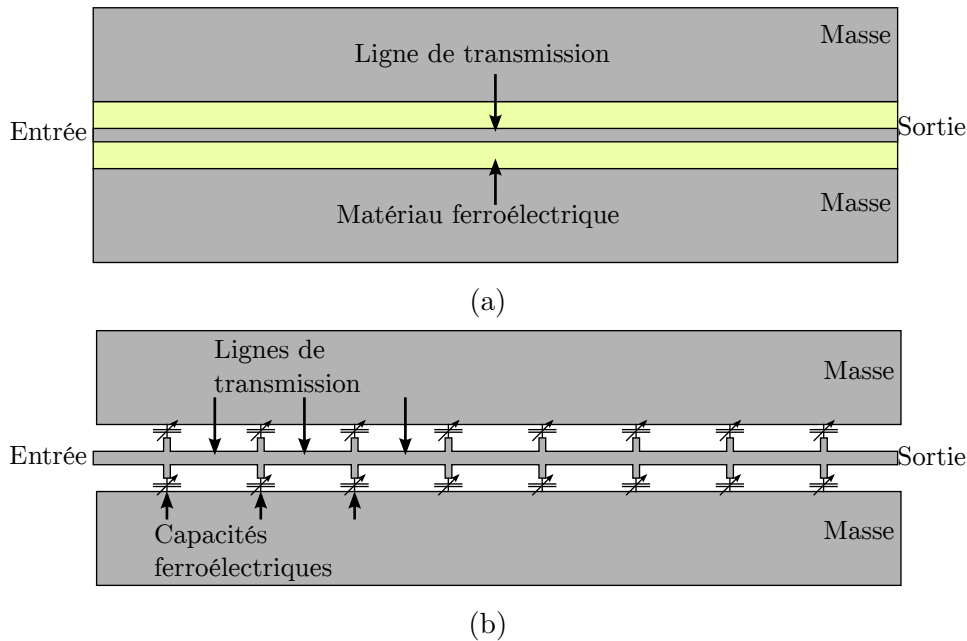 Masse
Ligne de transmission
Entrée
Sortie
Matériau ferroélectrique
Masse
(a)
Lignes de
transmission
Masse
Entrée
Sortie
Capacités
ferroélectriques
Masse
(b)